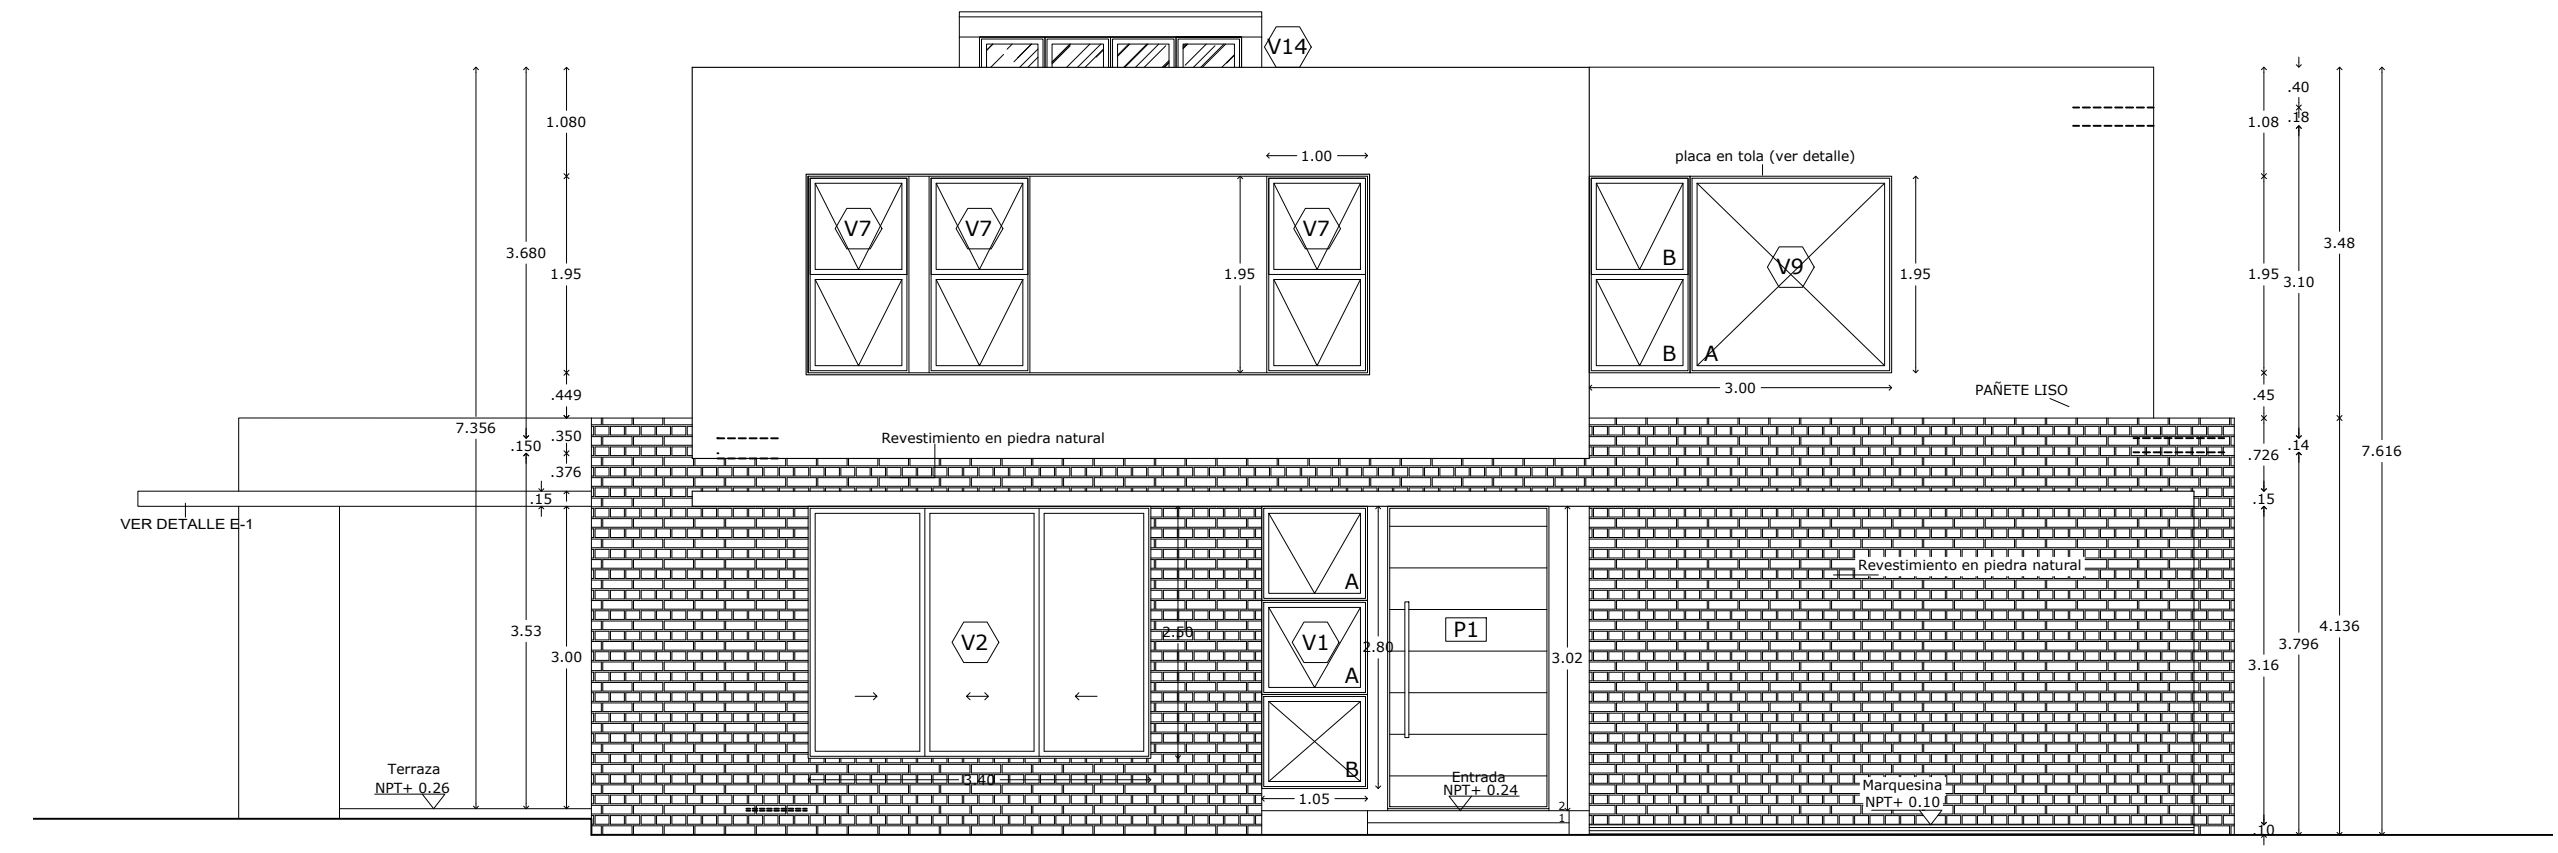 V14
.40
1.080
1.08
.18
1.00
placa en tola (ver detalle)
V7
V7
V7
3.680
3.48
B
V9
1.95
1.95
1.95
1.95
3.10
B
A
3.00
PAÑETE LISO
.449
.45
7.356
.350
.150
Revestimiento en piedra natural
.14
.726
7.616
.376
.15
.15
VER DETALLE E-1
Revestimiento en piedra natural
A
3.53
2.50
V2
V1
P1
4.136
2.80
3.00
3.02
3.796
3.16
A
Terraza
NPT+ 0.26
3.40
B
Entrada
NPT+ 0.24
Marquesina
NPT+ 0.10
1.05
2
1
.10